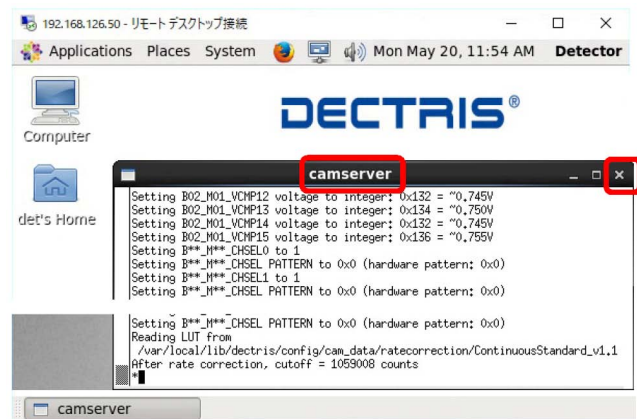 192.168.126.50 - リモート デスクトップ接続
Applications Places System Mon May 20, 11:54 AM Detector
DECTRIS®
Computer
camserver
det's Home
Setting B02_M01_VCMP12 voltage to integer: 0x132 = ~0.745V
Setting B02_M01_VCMP13 voltage to integer: 0x134 = ~0.750V
Setting B02_M01_VCMP14 voltage to integer: 0x132 = ~0.745V
Setting B02_M01_VCMP15 voltage to integer: 0x136 = ~0.755V
Setting B**_M**_CHSEL0 to 1
Setting B**_M**_CHSEL PATTERN to 0x0 (hardware pattern: 0x0)
Setting B**_M**_CHSEL1 to 1
Setting B**_M**_CHSEL PATTERN to 0x0 (hardware pattern: 0x0)
Setting B**_M**_CHSEL PATTERN to 0x0 (hardware pattern: 0x0)
Reading LUT from
/var/local/lib/dectris/config/cam_data/ratecorrection/ContinuousStandard_v1.1
After rate correction, cutoff = 1059008 counts
*
camserver